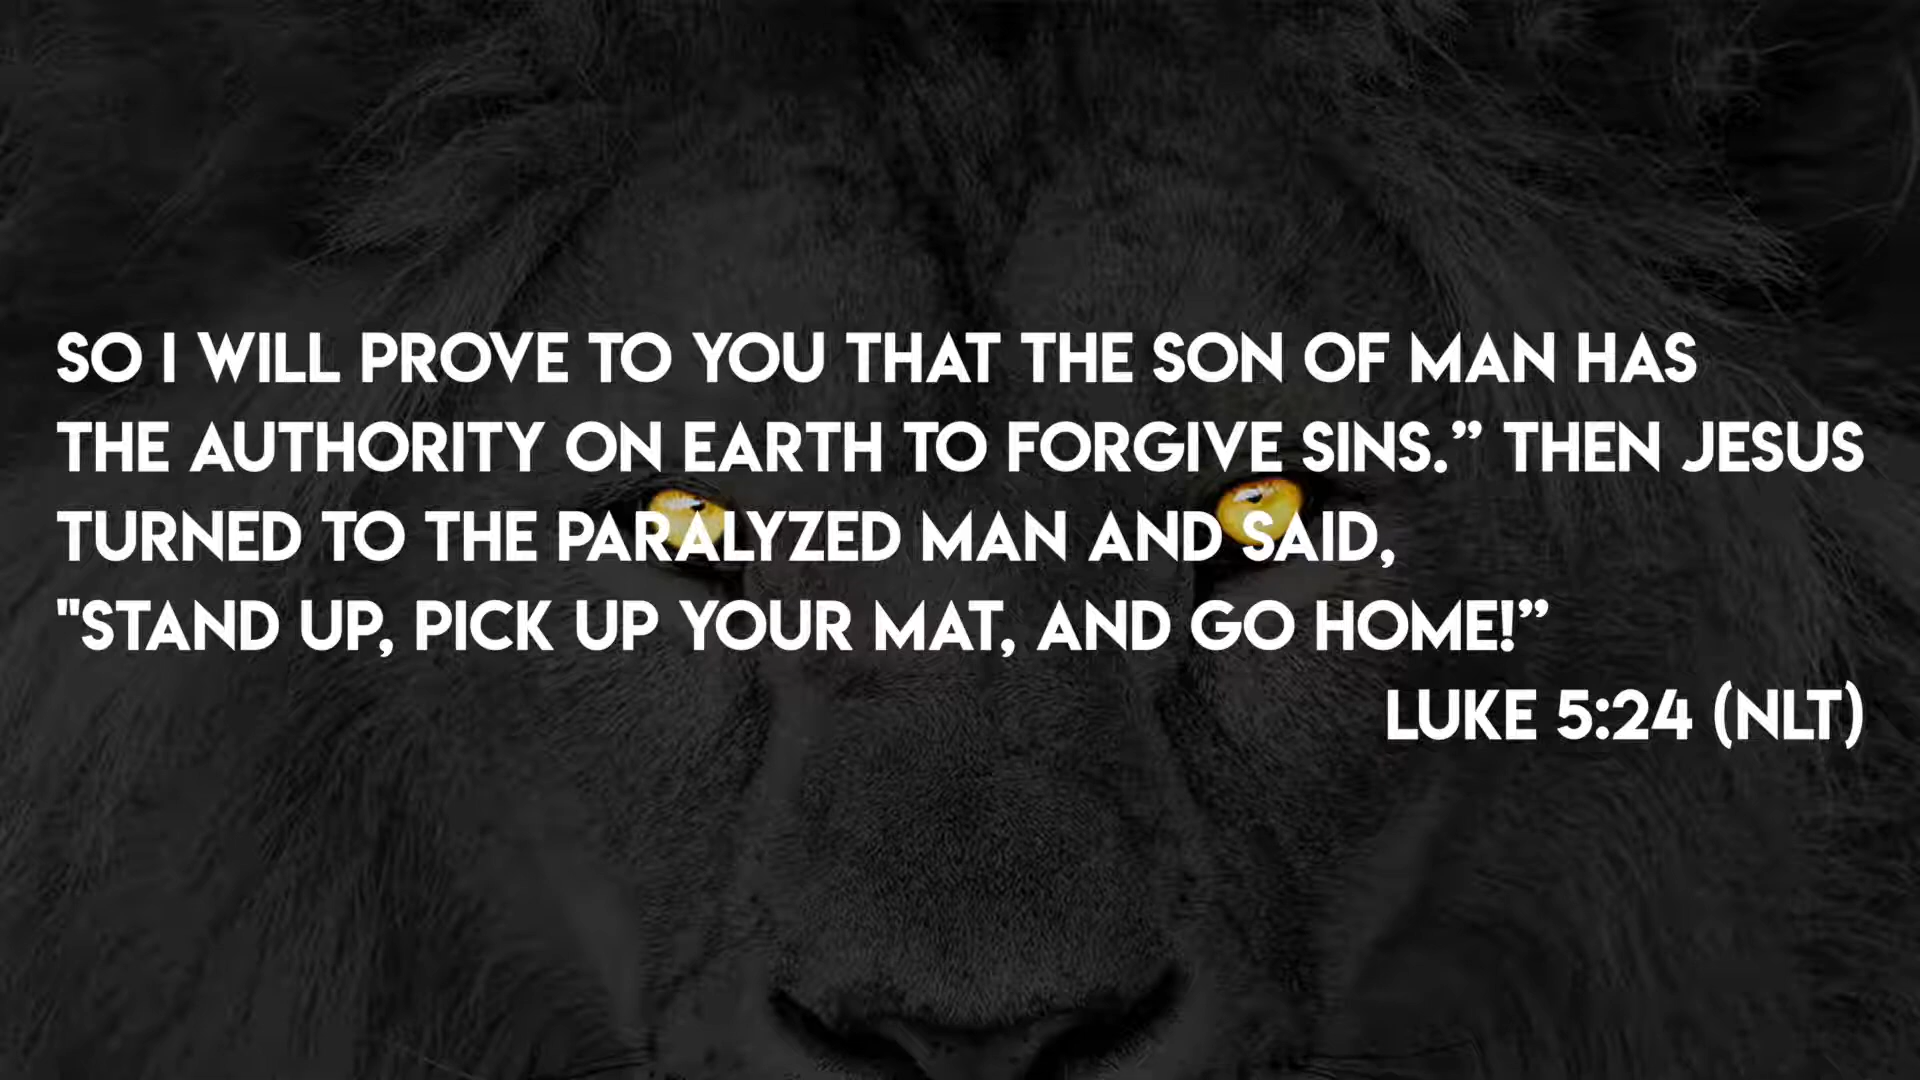 SO I WILL PROVE TO YOU THAT THE SON OF MAN HAS
THE AUTHORITY ON EARTH TO FORGIVE SINS.” THEN JESUS
TURNED TO THE PARALYZED MAN AND SAID,
"STAND UP, PICK UP YOUR MAT, AND GO HOME!”
LUKE 5:24 (NLT)